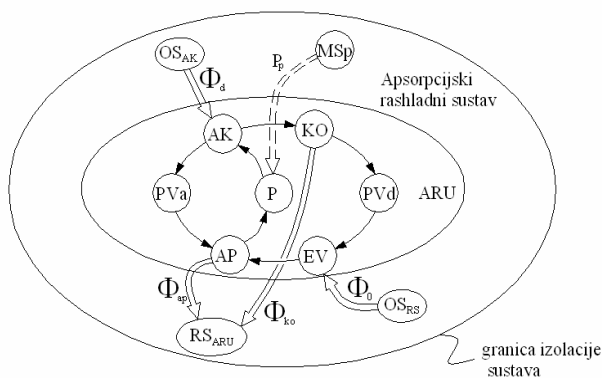 OS_AK
MSp
Φ_d
P_p
Apsorpcijski
rashladni sustav
AK
KO
PVa
P
PVd
ARU
AP
EV
Φ_ap
Φ_ko
Φ_0
OS_RS
RS_ARU
granica izolacije
sustava